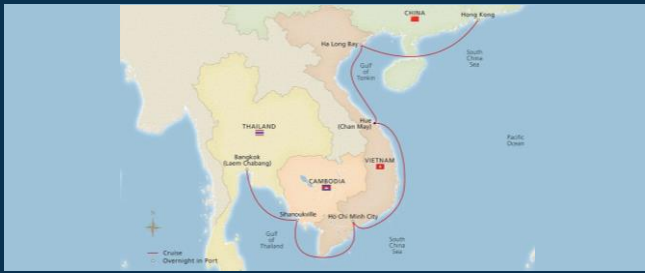 CHINA
Hong Kong
Ha Long Bay
South
China
Sea
Gulf
of
Tonkin
Hue
(Chan May)
THAILAND
Pacific
Ocean
Bangkok
(Laem Chabang)
VIETNAM
CAMBODIA
Sihanoukville
Ho Chi Minh City
Gulf
of
Thailand
South
China
Sea
Cruise
Overnight in Port